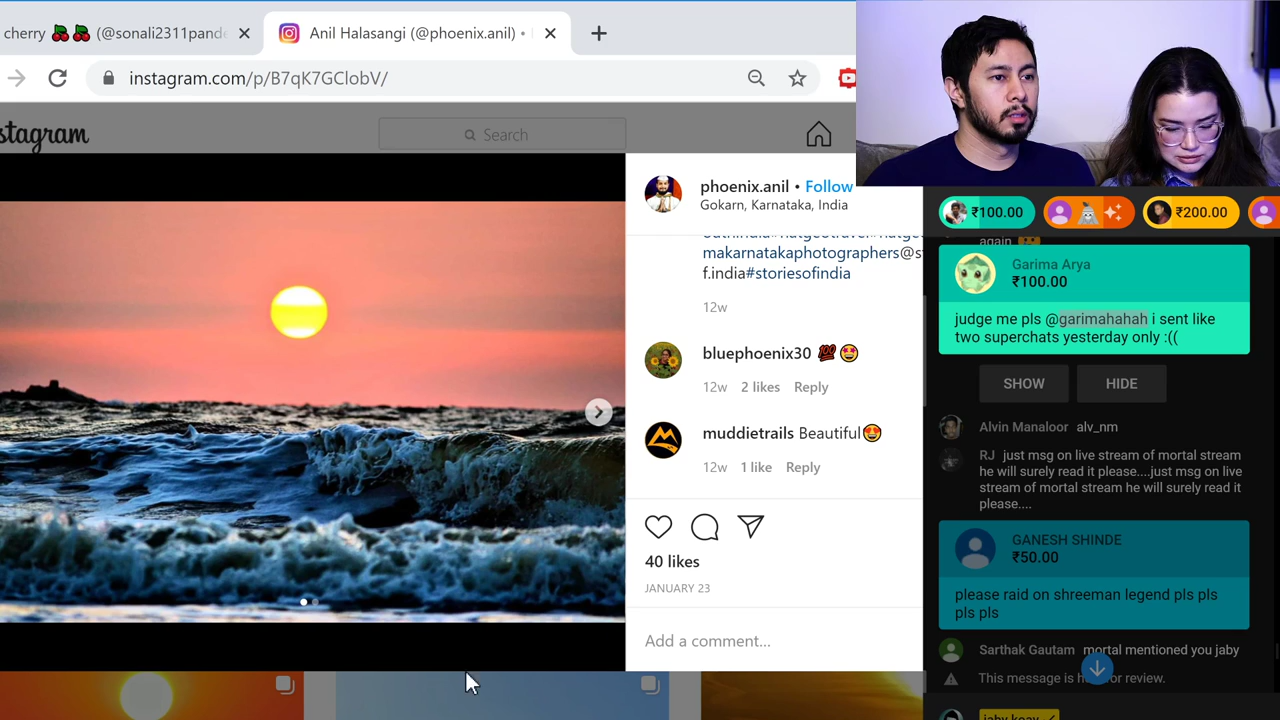 cherry 🍒🍒 (@sonali2311pande
Anil Halasangi (@phoenix.anil) •
instagram.com/p/B7qK7GClobV/
stagram
Search
phoenix.anil • Follow
Gokarn, Karnataka, India
makarnatakaphotographers@s
f.india#storiesofindia
12w
bluephoenix30 💯🤩
12w 2 likes Reply
muddietrails Beautiful🤩
12w 1 like Reply
40 likes
JANUARY 23
Add a comment...
₹100.00
₹200.00
again
Garima Arya
₹100.00
judge me pls @garimahahah i sent like
two superchats yesterday only :((
SHOW
HIDE
Alvin Manaloor alv_nm
RJ just msg on live stream of mortal stream
he will surely read it please....just msg on live
stream of mortal stream he will surely read it
please....
GANESH SHINDE
₹50.00
please raid on shreeman legend pls pls
pls pls
Sarthak Gautam mortal mentioned you jaby
This message is h r review.
jaby koay